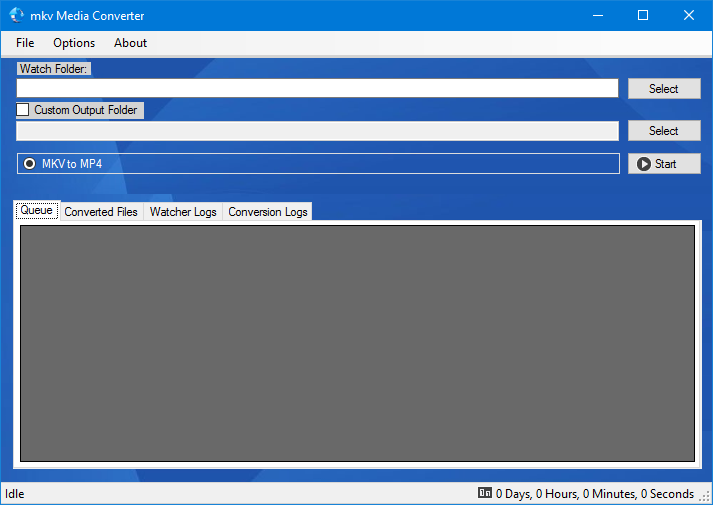 mkv Media Converter
File Options About
Watch Folder:
Select
Custom Output Folder
Select
MKV to MP4
Start
Queue Converted Files Watcher Logs Conversion Logs
Idle
0 Days, 0 Hours, 0 Minutes, 0 Seconds